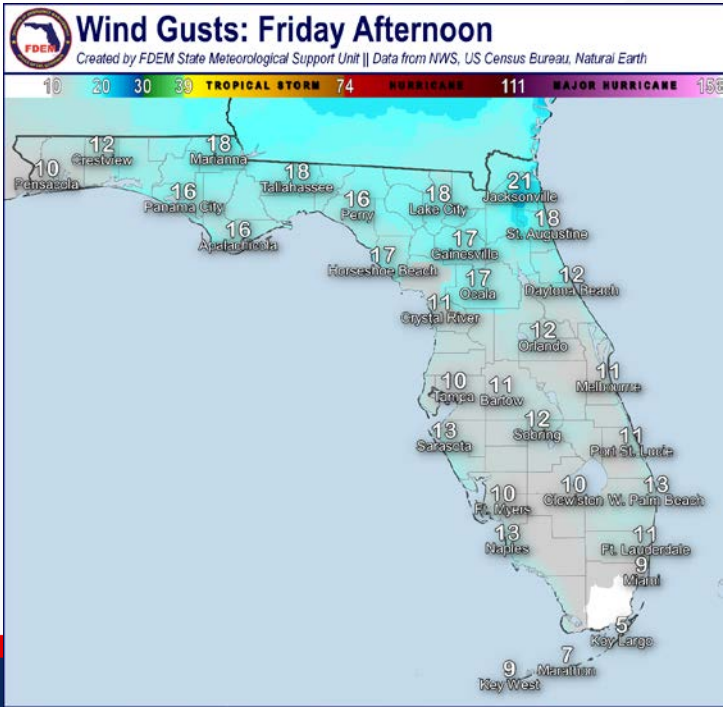 FDEM
Wind Gusts: Friday Afternoon
Created by FDEM State Meteorological Support Unit || Data from NWS, US Census Bureau, Natural Earth
10 20 30 39 TROPICAL STORM 74 HURRICANE 111 MAJOR HURRICANE 158
12
Crestview
18
Marianna
10
Pensacola
18
Tallahassee
21
Jacksonville
16
Panama City
16
Perry
18
Lake City
16
Apalachicola
18
St. Augustine
17
Gainesville
17
Horseshoe Beach
17
Ocala
12
Daytona Beach
11
Crystal River
12
Orlando
10
Tampa
11
Bartow
11
Melbourne
13
Sarasota
12
Sebring
11
Port St. Lucie
10
Ft. Myers
10
Clewiston
13
W. Palm Beach
13
Naples
11
Ft. Lauderdale
9
Miami
5
Key Largo
7
Marathon
9
Key West